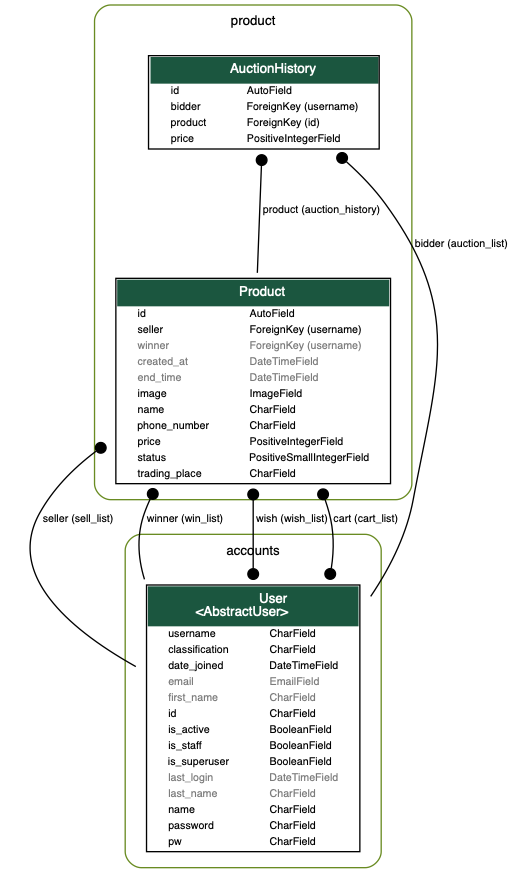 product
AuctionHistory
id AutoField
bidder ForeignKey (username)
product ForeignKey (id)
price PositiveIntegerField
product (auction_history)
bidder (auction_list)
Product
id AutoField
seller ForeignKey (username)
winner ForeignKey (username)
created_at DateTimeField
end_time DateTimeField
image ImageField
name CharField
phone_number CharField
price PositiveIntegerField
status PositiveSmallIntegerField
trading_place CharField
seller (sell_list) winner (win_list) wish (wish_list) cart (cart_list)
accounts
User
<AbstractUser>
username CharField
classification CharField
date_joined DateTimeField
email EmailField
first_name CharField
id CharField
is_active BooleanField
is_staff BooleanField
is_superuser BooleanField
last_login DateTimeField
last_name CharField
name CharField
password CharField
pw CharField